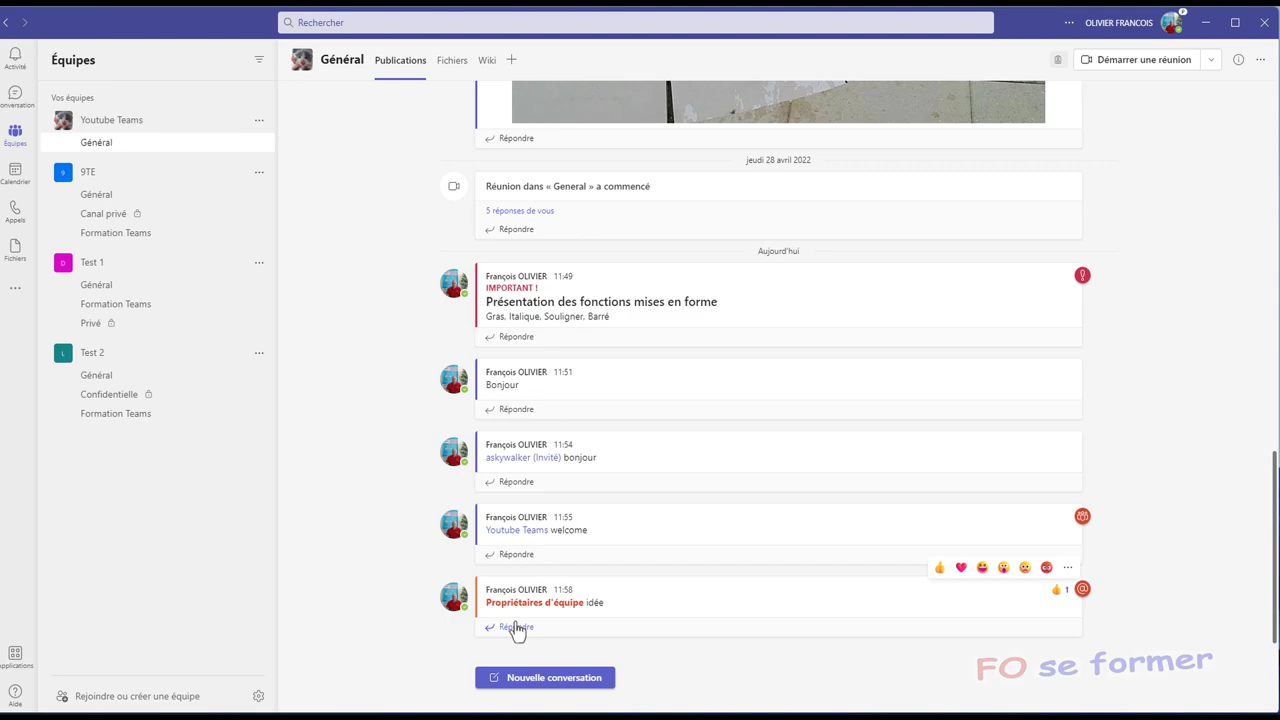 Rechercher
OLIVIER FRANCOIS
P
Activité
onversation
Équipes
Calendrier
Appels
Fichiers
applications
Aide
Équipes
Vos équipes
Youtube Teams
Général
9 9TE
Général
Canal privé
Formation Teams
D Test 1
Général
Formation Teams
Privé
L Test 2
Général
Confidentielle
Formation Teams
Rejoindre ou créer une équipe
Général Publications Fichiers Wiki
Démarrer une réunion
Répondre
jeudi 28 avril 2022
Réunion dans « General » a commencé
5 réponses de vous
Répondre
Aujourd'hui
François OLIVIER 11:49
IMPORTANT !
Présentation des fonctions mises en forme
Gras, Italique, Souligner, Barré
Répondre
François OLIVIER 11:51
Bonjour
Répondre
François OLIVIER 11:54
askywalker (Invité) bonjour
Répondre
François OLIVIER 11:55
Youtube Teams welcome
Répondre
François OLIVIER 11:58
1
Propriétaires d'équipe idée
Répondre
Nouvelle conversation
FO se former